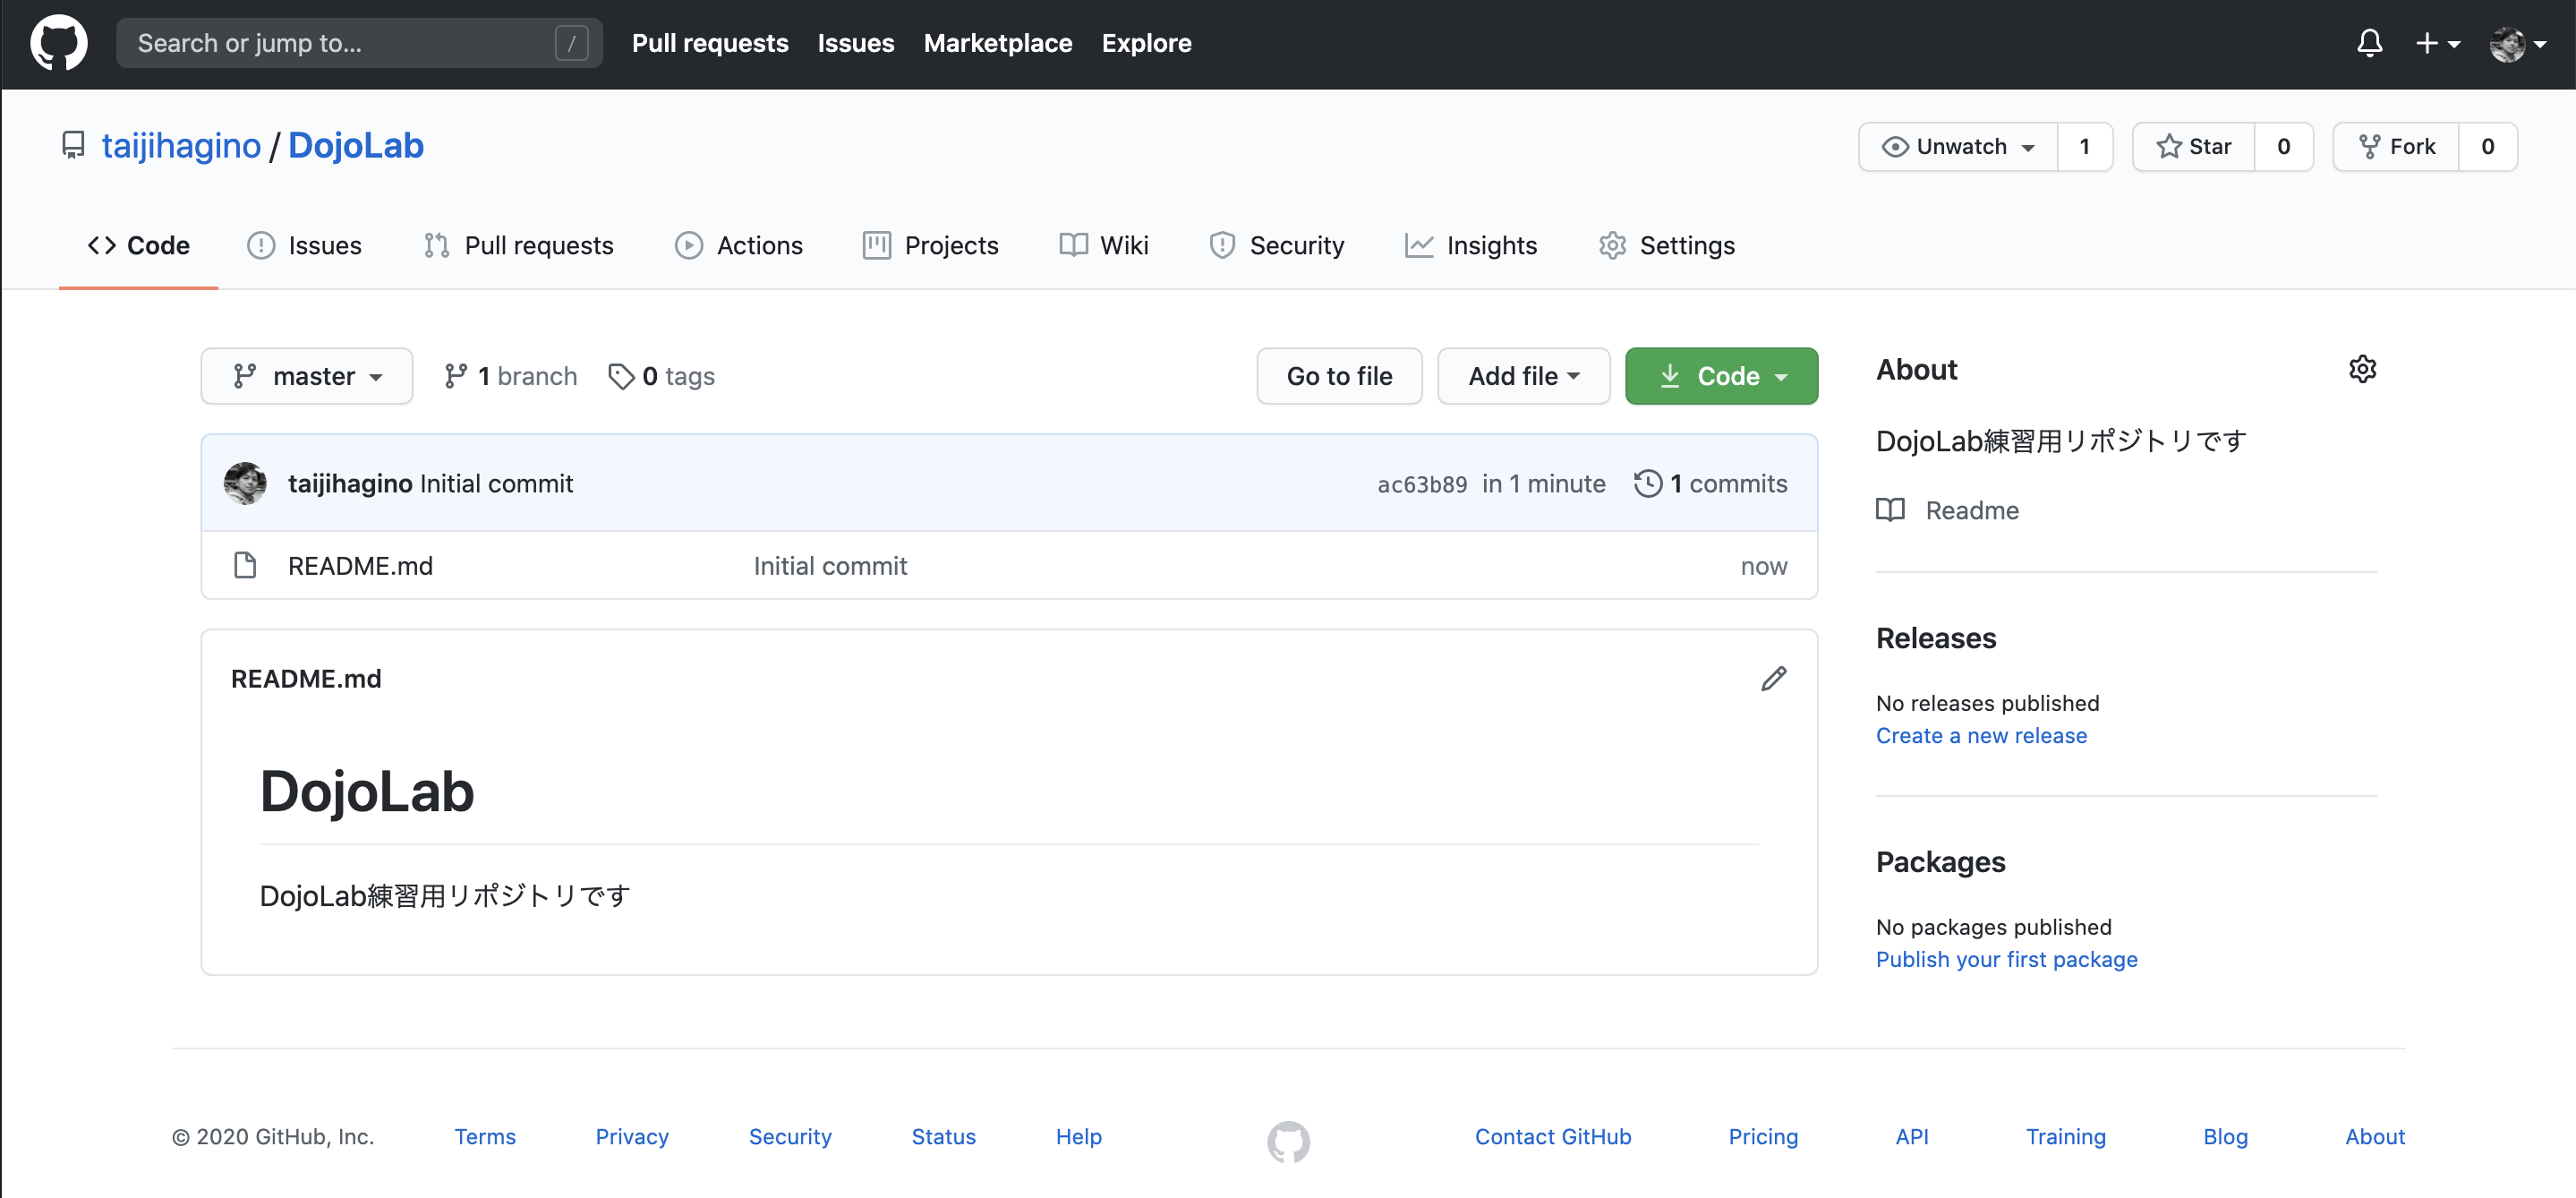 Search or jump to... / Pull requests Issues Marketplace Explore
taijihagino / DojoLab Unwatch 1 Star 0 Fork 0
Code Issues Pull requests Actions Projects Wiki Security Insights Settings
master 1 branch 0 tags Go to file Add file Code
taijihagino Initial commit ac63b89 in 1 minute 1 commits
README.md Initial commit now
README.md
DojoLab
DojoLab練習用リポジトリです
About
DojoLab練習用リポジトリです
Readme
Releases
No releases published
Create a new release
Packages
No packages published
Publish your first package
© 2020 GitHub, Inc. Terms Privacy Security Status Help Contact GitHub Pricing API Training Blog About